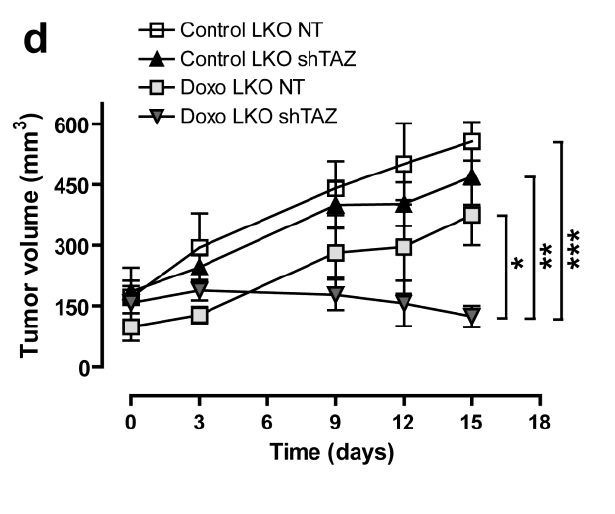 d
Control LKO NT
Control LKO shTAZ
Doxo LKO NT
Doxo LKO shTAZ
Tumor volume (mm³)
600
450
300
150
0
*
**
***
0 3 6 9 12 15 18
Time (days)